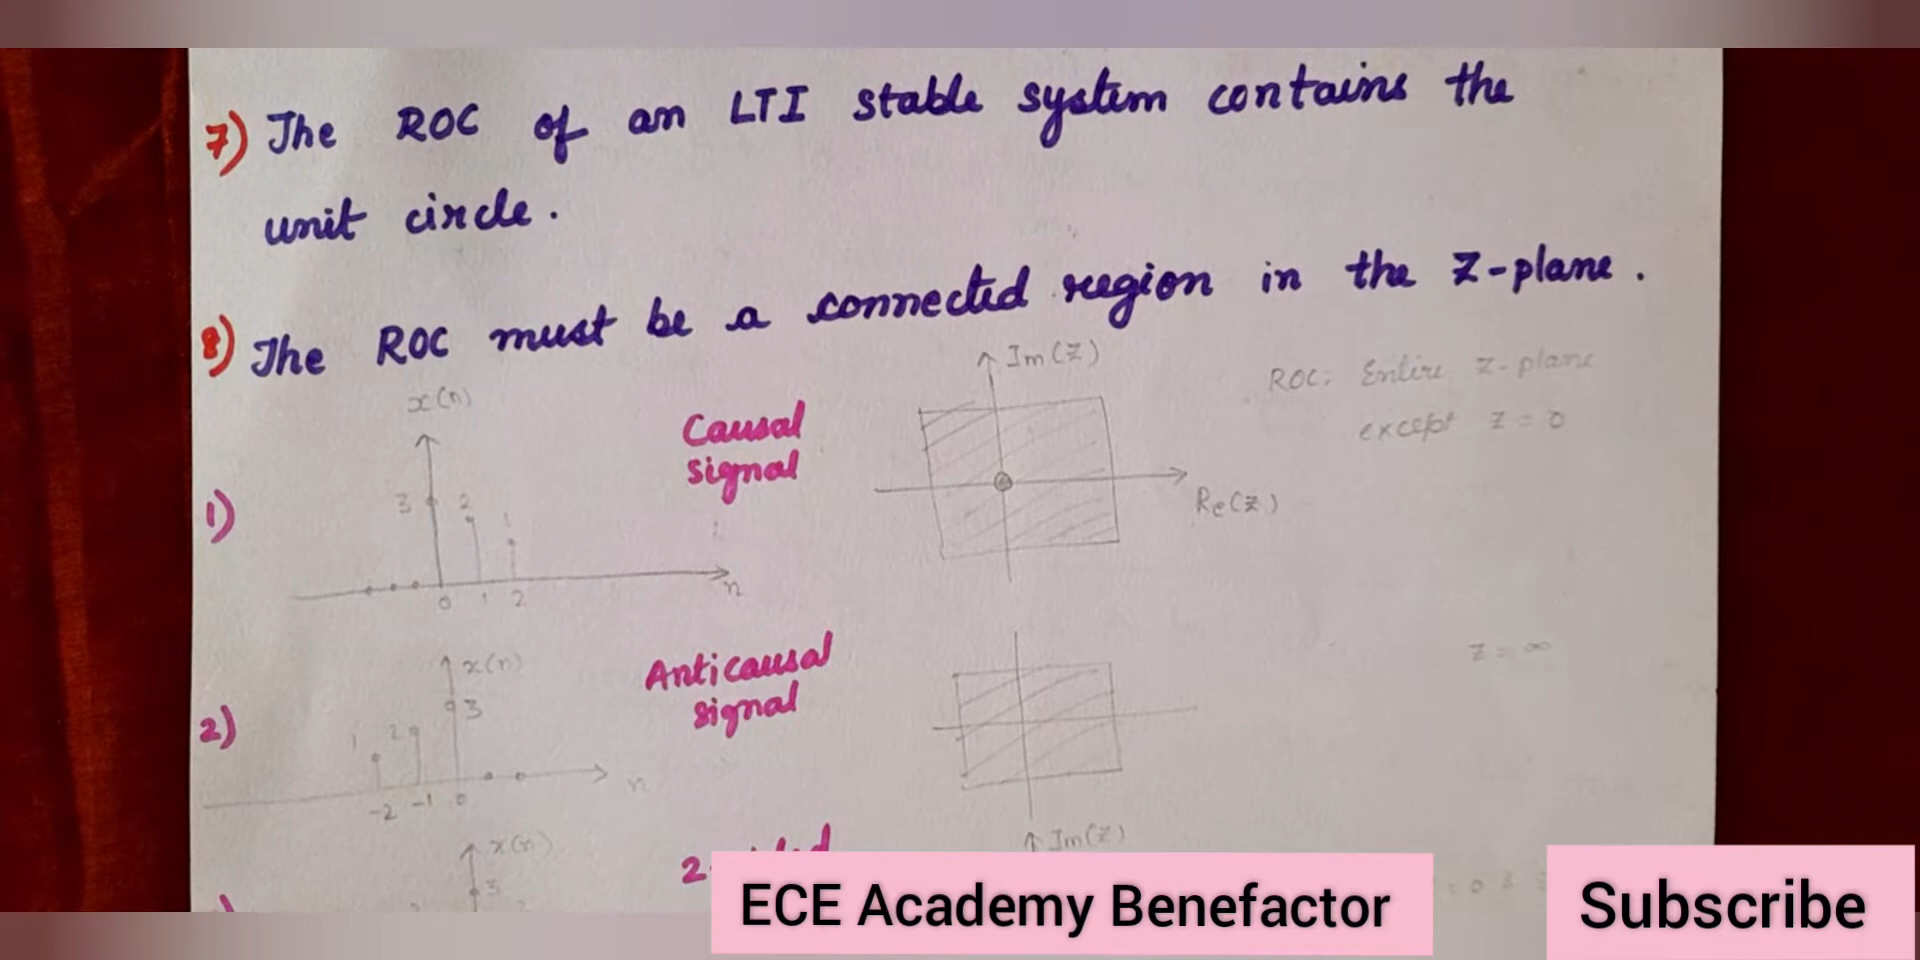 7) The ROC of an LTI stable system contains the
unit circle.
8) The ROC must be a connected region in the Z-plane.
x(n)
Causal
signal
Im(Z)
ROC: Entire z-plane
except z = 0
1)
3 2 1
0 1 2
n
Re(z)
2)
x(n)
3
1 2
-2 -1 0
n
Anticausal
signal
z = ∞
x(n)
3
Im(Z)
ECE Academy Benefactor
Subscribe